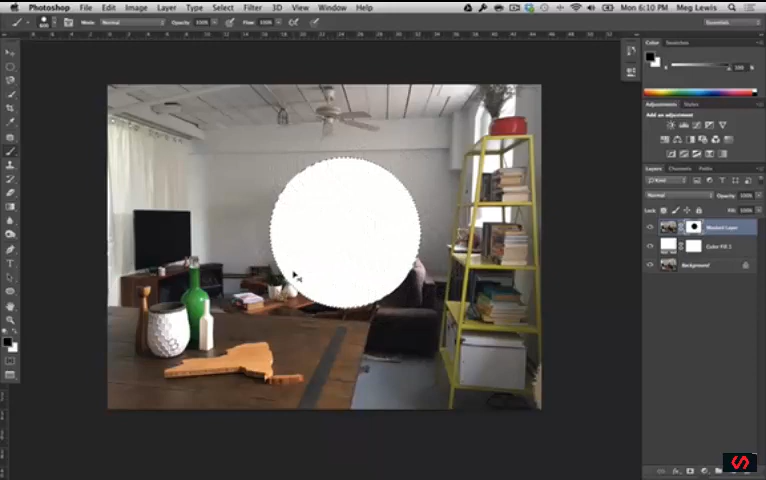 Photoshop File Edit Image Layer Type Select Filter 3D View Window Help Mon 6:10 PM Meg Lewis
Mode: Normal Opacity: 100% Flow: 100% Essentials
Color Swatches
Adjustments Styles
Add an adjustment
Layers Channels Paths
Kind
Normal Opacity: 100%
Lock: Fill: 100%
Masked Layer
Color Fill 1
Background